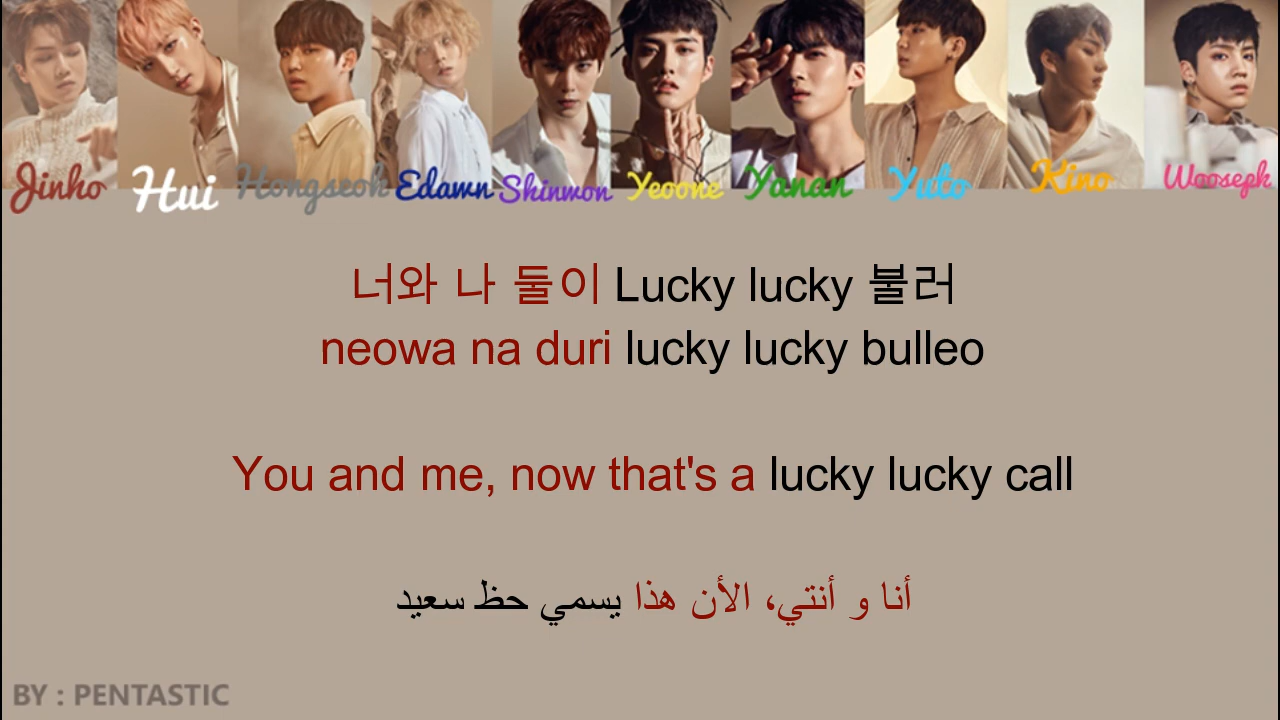 Jinho Hui Hongseok Edawn Shinwon Yeoone Yanan Yuto Kino Woosepk
너와 나 둘이 Lucky lucky 불러
neowa na duri lucky lucky bulleo
You and me, now that's a lucky lucky call
أنا و أنتي، الأن هذا يسمي حظ سعيد
BY : PENTASTIC